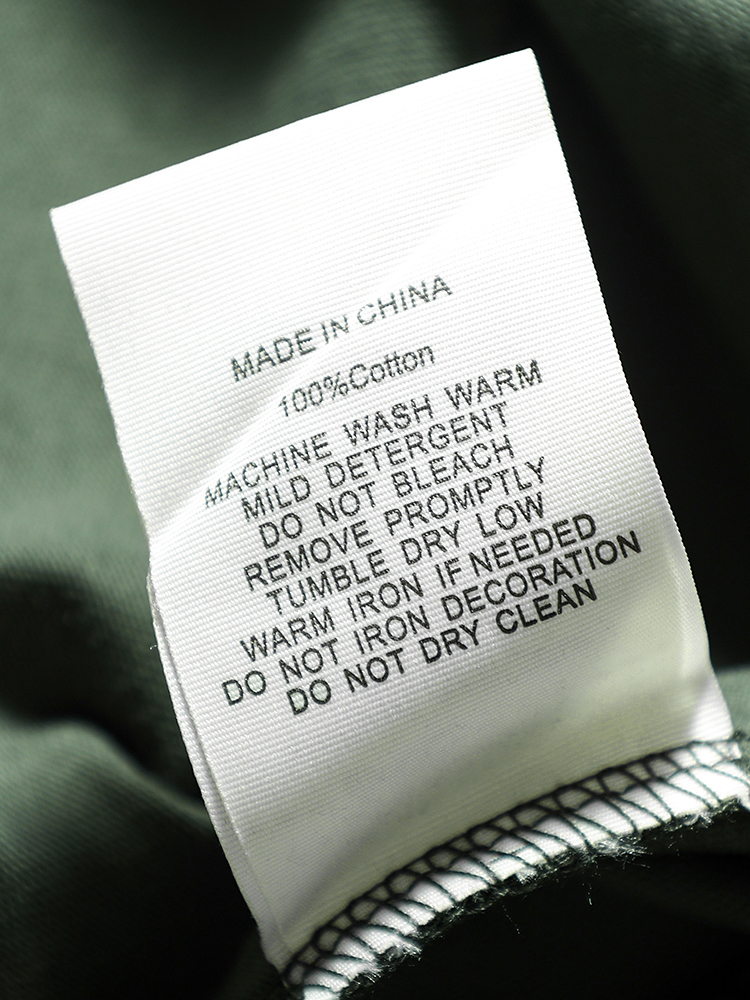 MADE IN CHINA
100%Cotton
MACHINE WASH WARM
MILD DETERGENT
DO NOT BLEACH
REMOVE PROMPTLY
TUMBLE DRY LOW
WARM IRON IF NEEDED
DO NOT IRON DECORATION
DO NOT DRY CLEAN